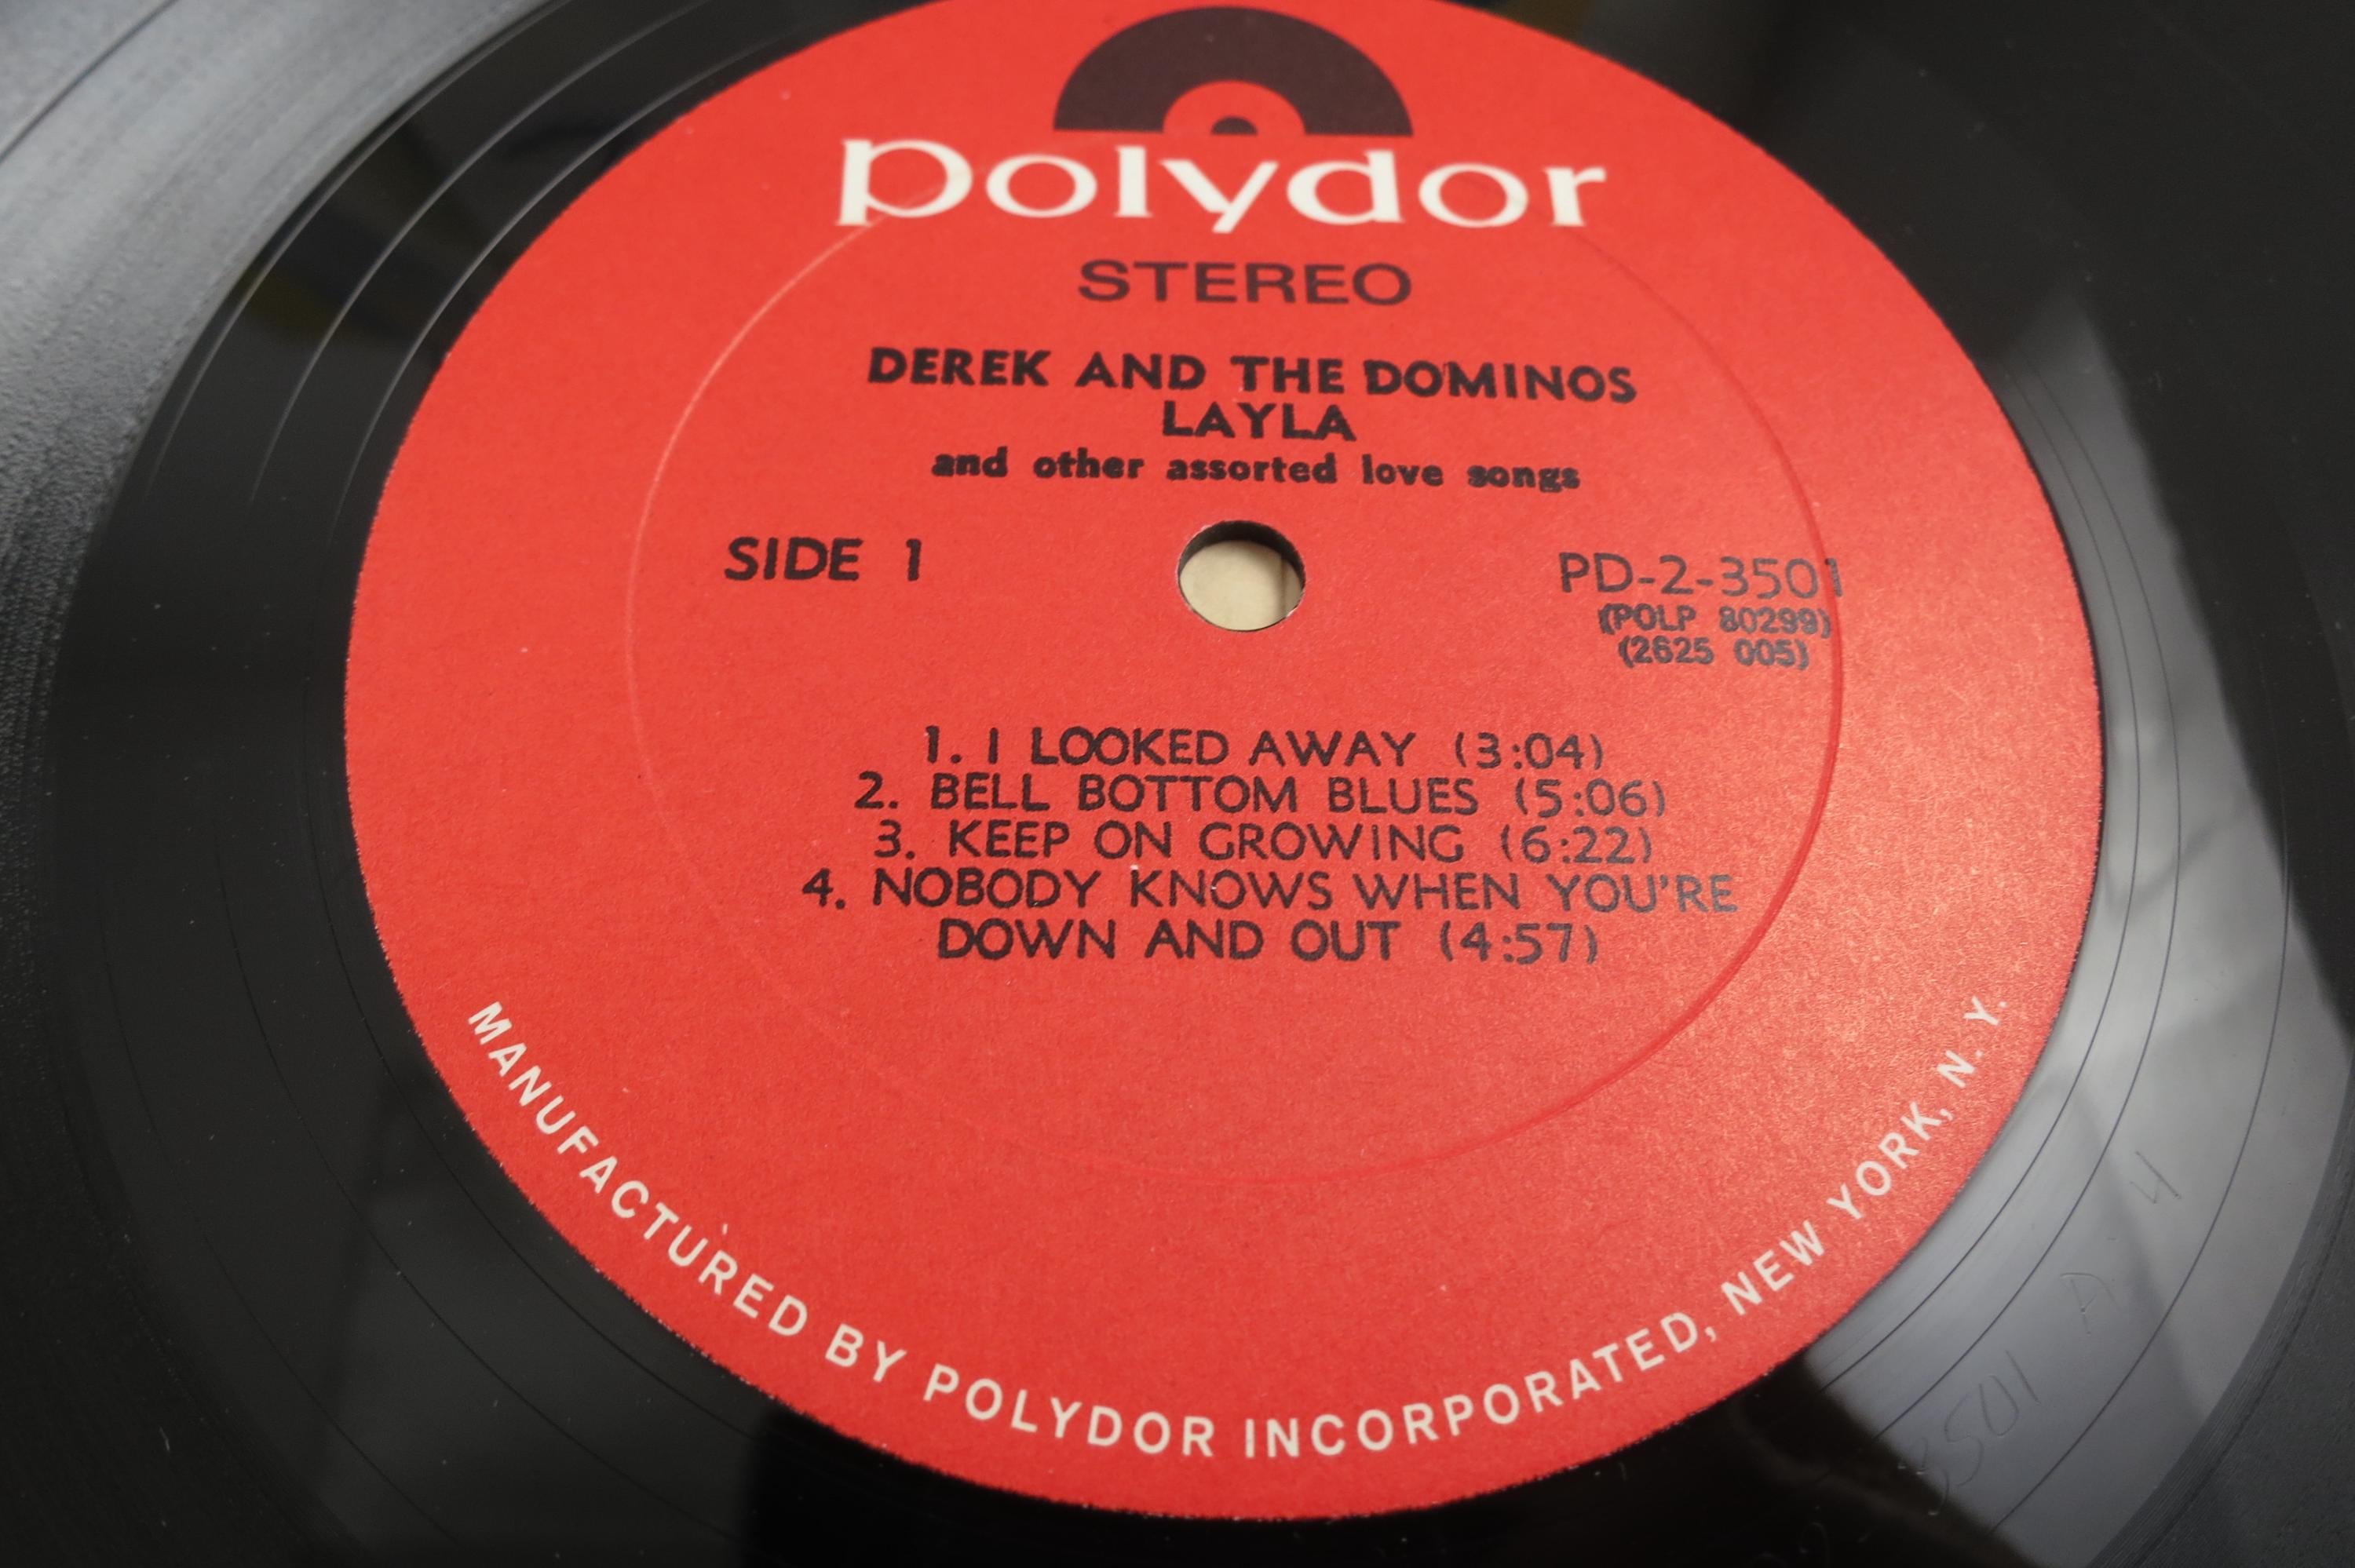 polydor
STEREO
DEREK AND THE DOMINOS
LAYLA
and other assorted love songs
SIDE 1
PD-2-3501
(POLP 80299)
(2625 005)
1. I LOOKED AWAY (3:04)
2. BELL BOTTOM BLUES (5:06)
3. KEEP ON GROWING (6:22)
4. NOBODY KNOWS WHEN YOU'RE
DOWN AND OUT (4:57)
MANUFACTURED BY POLYDOR INCORPORATED, NEW YORK, N.Y.
3501 A 4